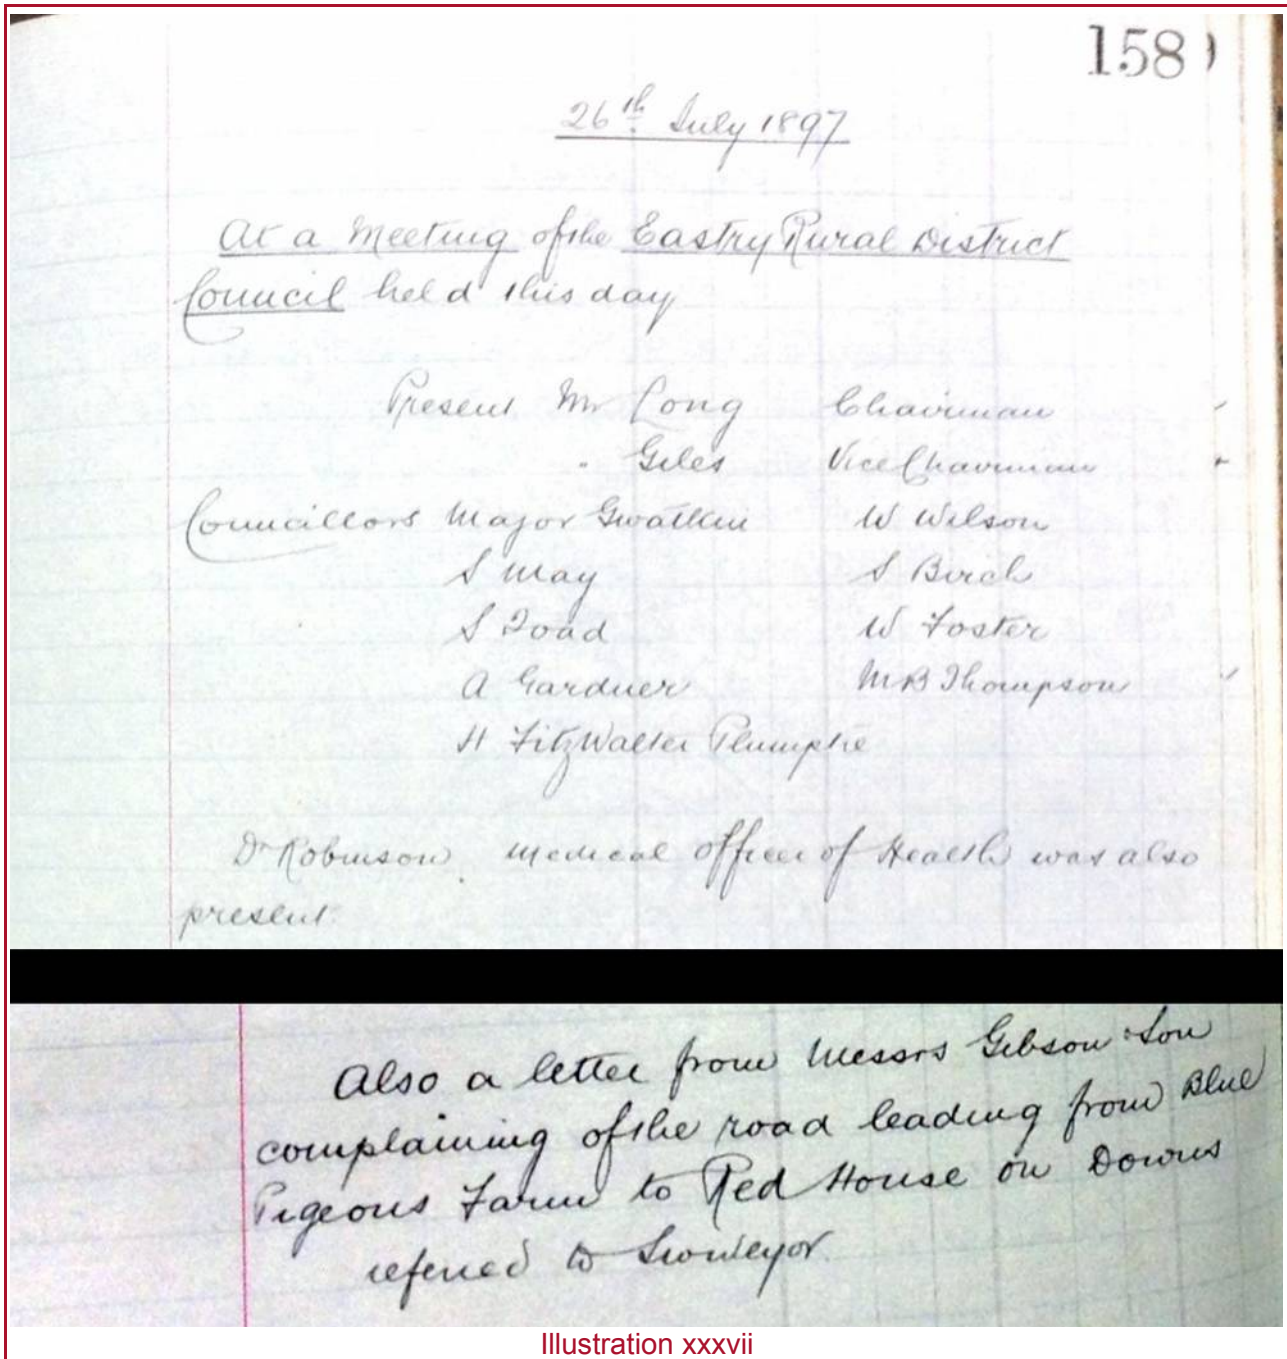 158
26th July 1897
At a Meeting of the Eastry Rural District
Council held this day
Present Mr Long Chairman
" Giles Vice Chairman
Councillors Major Gwatkin W Wilson
S May S Birch
S Toad W Foster
A Gardner M B Thompson
H FitzWalter Plumptre
Dr Robinson Medical Officer of Health was also
present.
Also a letter from Messrs Gibson & Son
complaining of the road leading from Blue
Pigeons Farm to Red House on Downs
referred to Surveyor.
Illustration xxxvii